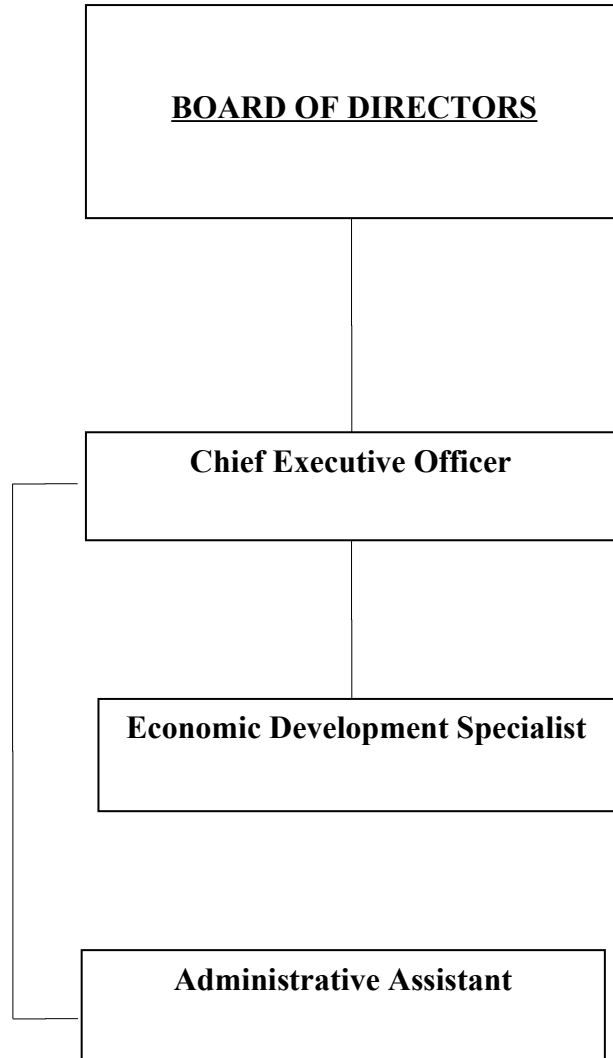 BOARD OF DIRECTORS
Chief Executive Officer
Economic Development Specialist
Administrative Assistant